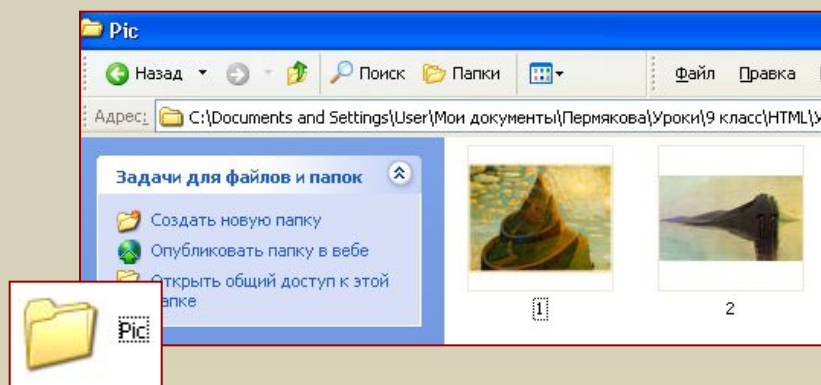 Pic
Назад Поиск Папки Файл Правка
Адрес: C:\Documents and Settings\User\Мои документы\Пермякова\Уроки\9 класс\HTML\У
Задачи для файлов и папок
Создать новую папку
Опубликовать папку в вебе
Открыть общий доступ к этой
апке
1 2
Pic